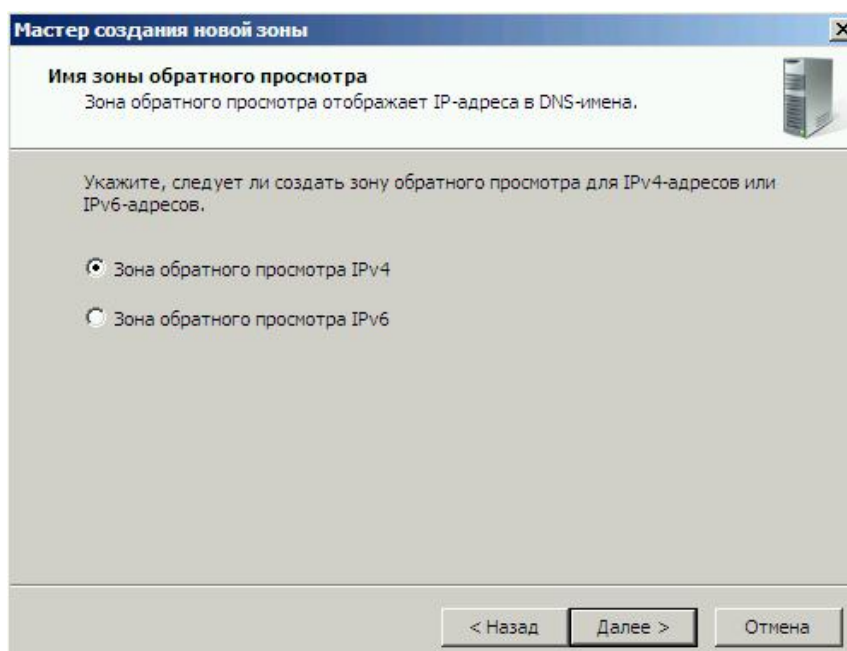 Мастер создания новой зоны
Имя зоны обратного просмотра
Зона обратного просмотра отображает IP-адреса в DNS-имена.
Укажите, следует ли создать зону обратного просмотра для IPv4-адресов или
IPv6-адресов.
Зона обратного просмотра IPv4
Зона обратного просмотра IPv6
< Назад
Далее >
Отмена